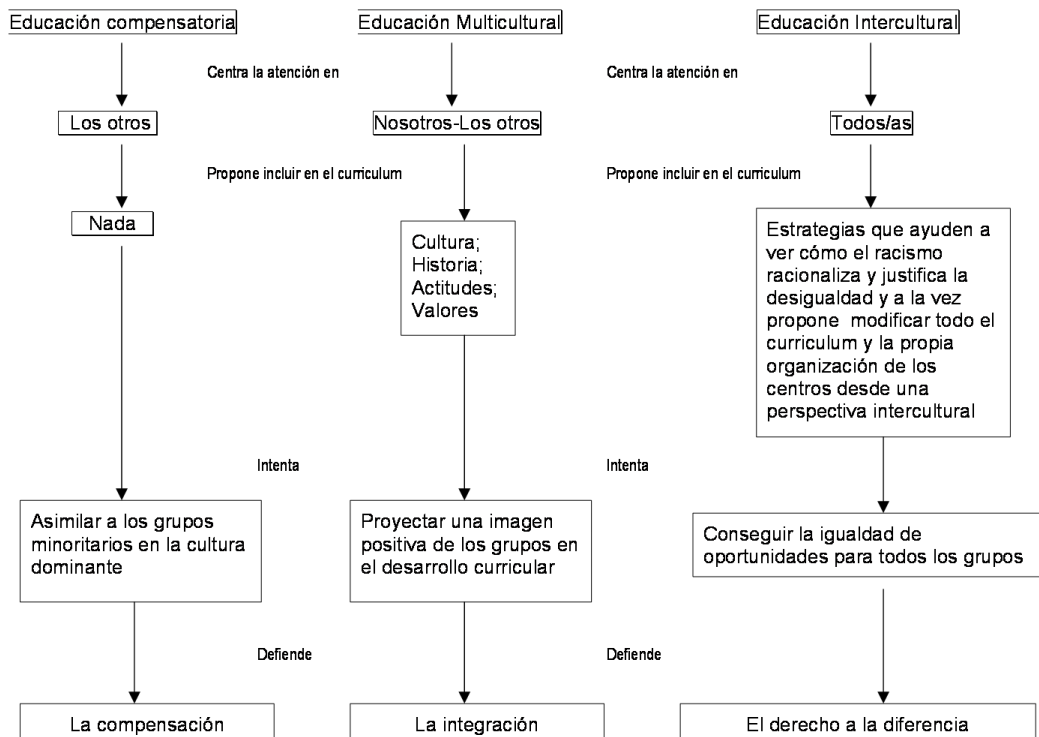 Educación compensatoria
Educación Multicultural
Educación Intercultural
Centra la atención en
Centra la atención en
Los otros
Nosotros-Los otros
Todos/as
Propone incluir en el curriculum
Propone incluir en el curriculum
Nada
Cultura;
Historia;
Actitudes;
Valores
Estrategias que ayuden a
ver cómo el racismo
racionaliza y justifica la
desigualdad y a la vez
propone modificar todo el
curriculum y la propia
organización de los
centros desde una
perspectiva intercultural
Intenta
Intenta
Asimilar a los grupos
minoritarios en la cultura
dominante
Proyectar una imagen
positiva de los grupos en
el desarrollo curricular
Conseguir la igualdad de
oportunidades para todos los grupos
Defiende
Defiende
La compensación
La integración
El derecho a la diferencia